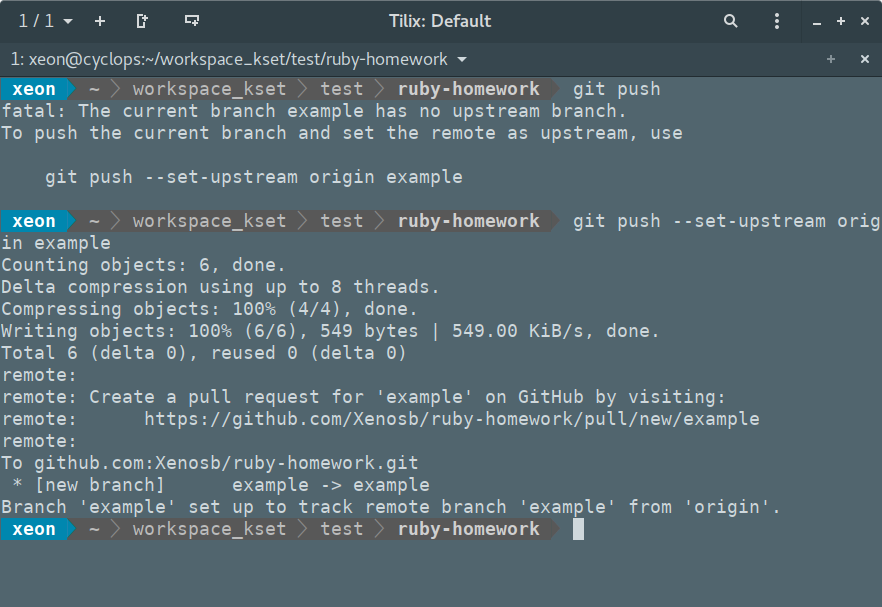 1 / 1
Tilix: Default
1: xeon@cyclops:~/workspace_kset/test/ruby-homework
xeon ~ workspace_kset test ruby-homework git push
fatal: The current branch example has no upstream branch.
To push the current branch and set the remote as upstream, use
git push --set-upstream origin example
xeon ~ workspace_kset test ruby-homework git push --set-upstream orig
in example
Counting objects: 6, done.
Delta compression using up to 8 threads.
Compressing objects: 100% (4/4), done.
Writing objects: 100% (6/6), 549 bytes | 549.00 KiB/s, done.
Total 6 (delta 0), reused 0 (delta 0)
remote:
remote: Create a pull request for 'example' on GitHub by visiting:
remote:      https://github.com/Xenosb/ruby-homework/pull/new/example
remote:
To github.com:Xenosb/ruby-homework.git
* [new branch]      example -> example
Branch 'example' set up to track remote branch 'example' from 'origin'.
xeon ~ workspace_kset test ruby-homework